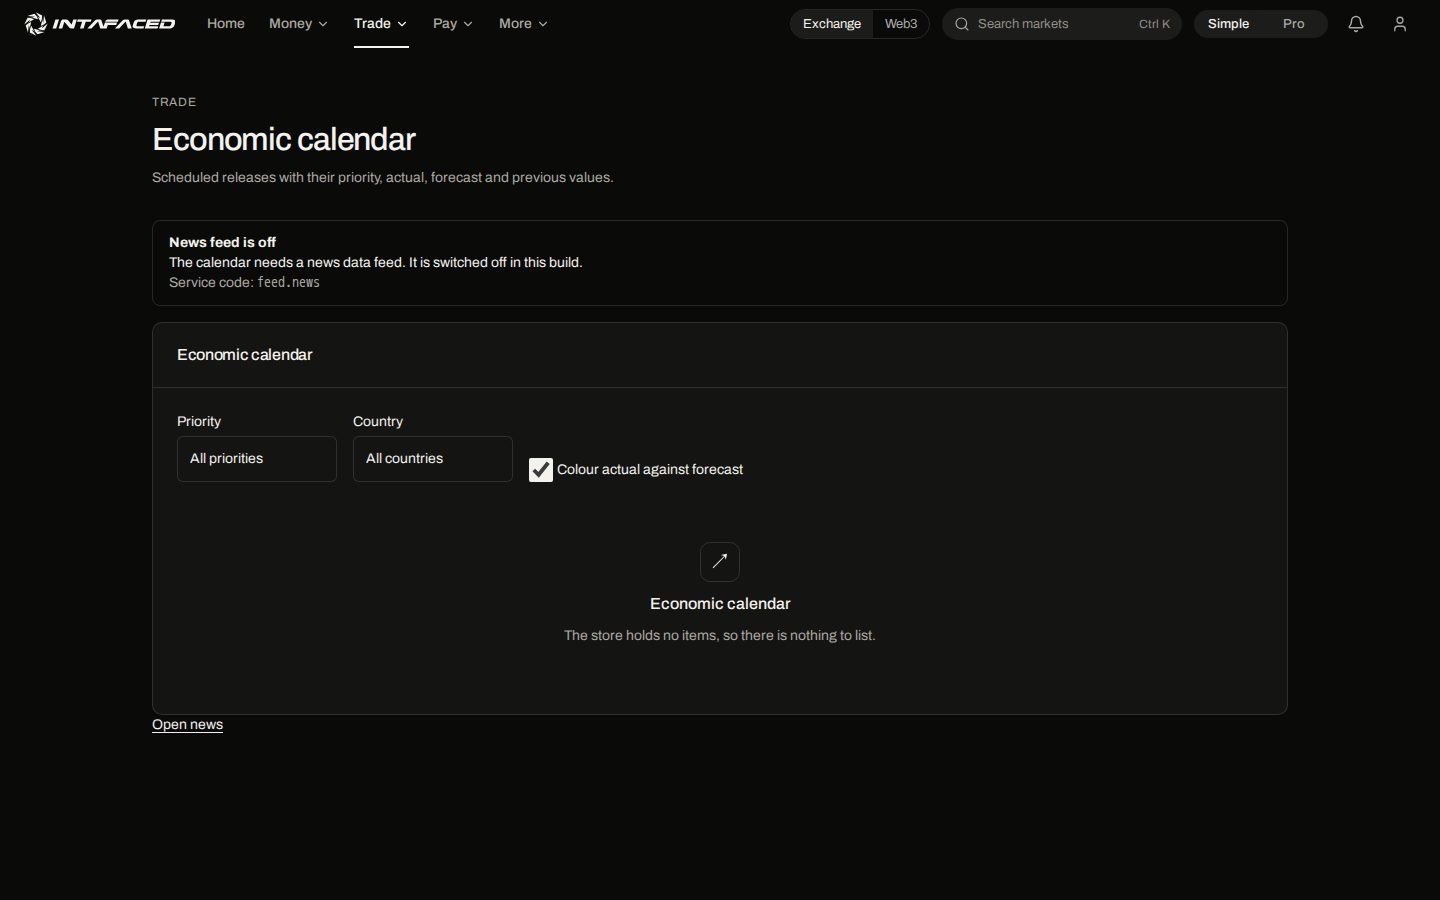 INTAFACED
Home
Money
Trade
Pay
More
Exchange
Web3
Search markets
Ctrl K
Simple
Pro
TRADE
Economic calendar
Scheduled releases with their priority, actual, forecast and previous values.
News feed is off
The calendar needs a news data feed. It is switched off in this build.
Service code: feed.news
Economic calendar
Priority
Country
All priorities
All countries
Colour actual against forecast
Economic calendar
The store holds no items, so there is nothing to list.
Open news